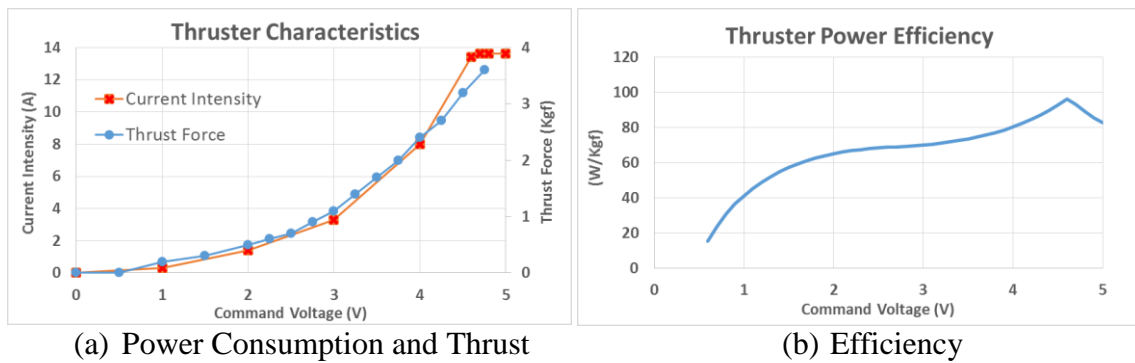 Thruster Characteristics
14
12
10
8
6
4
2
0
Current Intensity (A)
Current Intensity
Thrust Force
4
3
2
1
0
Thrust Force (Kgf)
0 1 2 3 4 5
Command Voltage (V)
(a) Power Consumption and Thrust
Thruster Power Efficiency
120
100
80
60
40
20
0
(W/Kgf)
0 1 2 3 4 5
Command Voltage (V)
(b) Efficiency